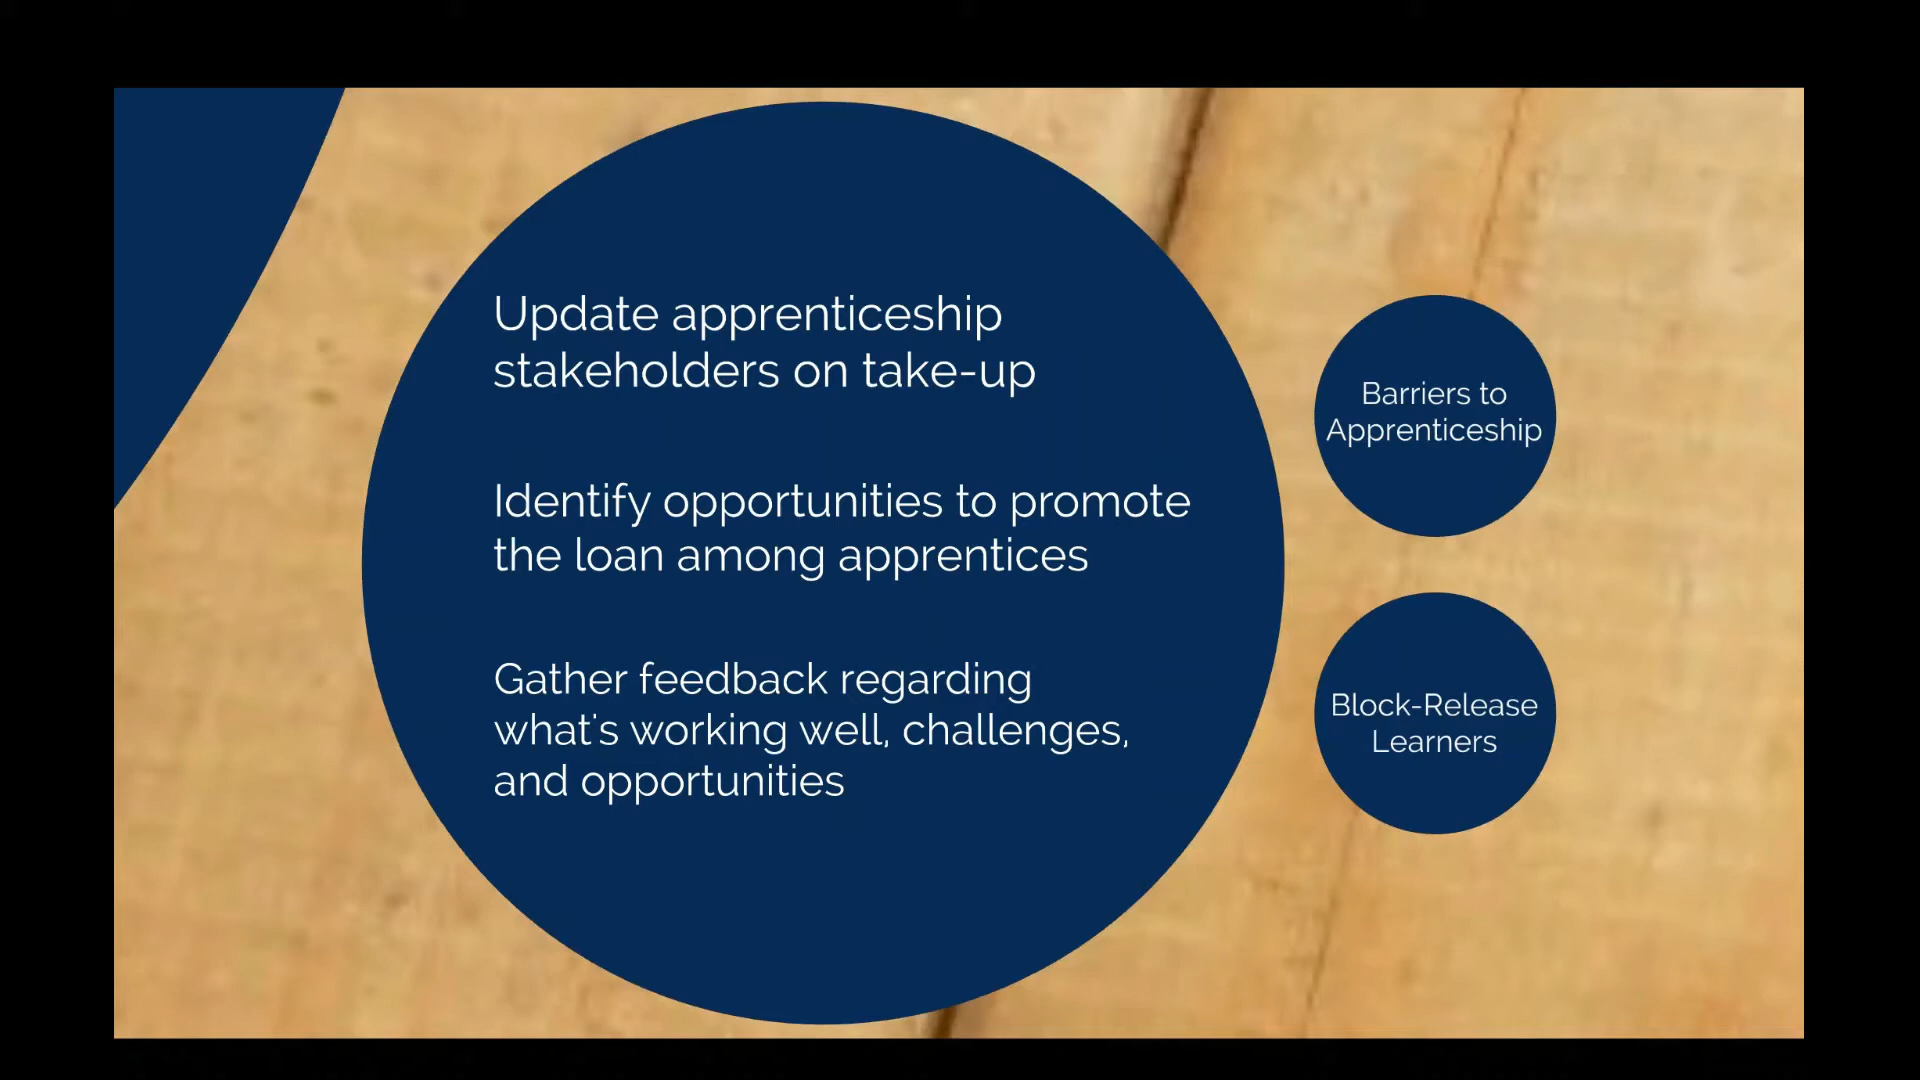 Update apprenticeship
stakeholders on take-up
Identify opportunities to promote
the loan among apprentices
Gather feedback regarding
what's working well, challenges,
and opportunities
Barriers to
Apprenticeship
Block-Release
Learners